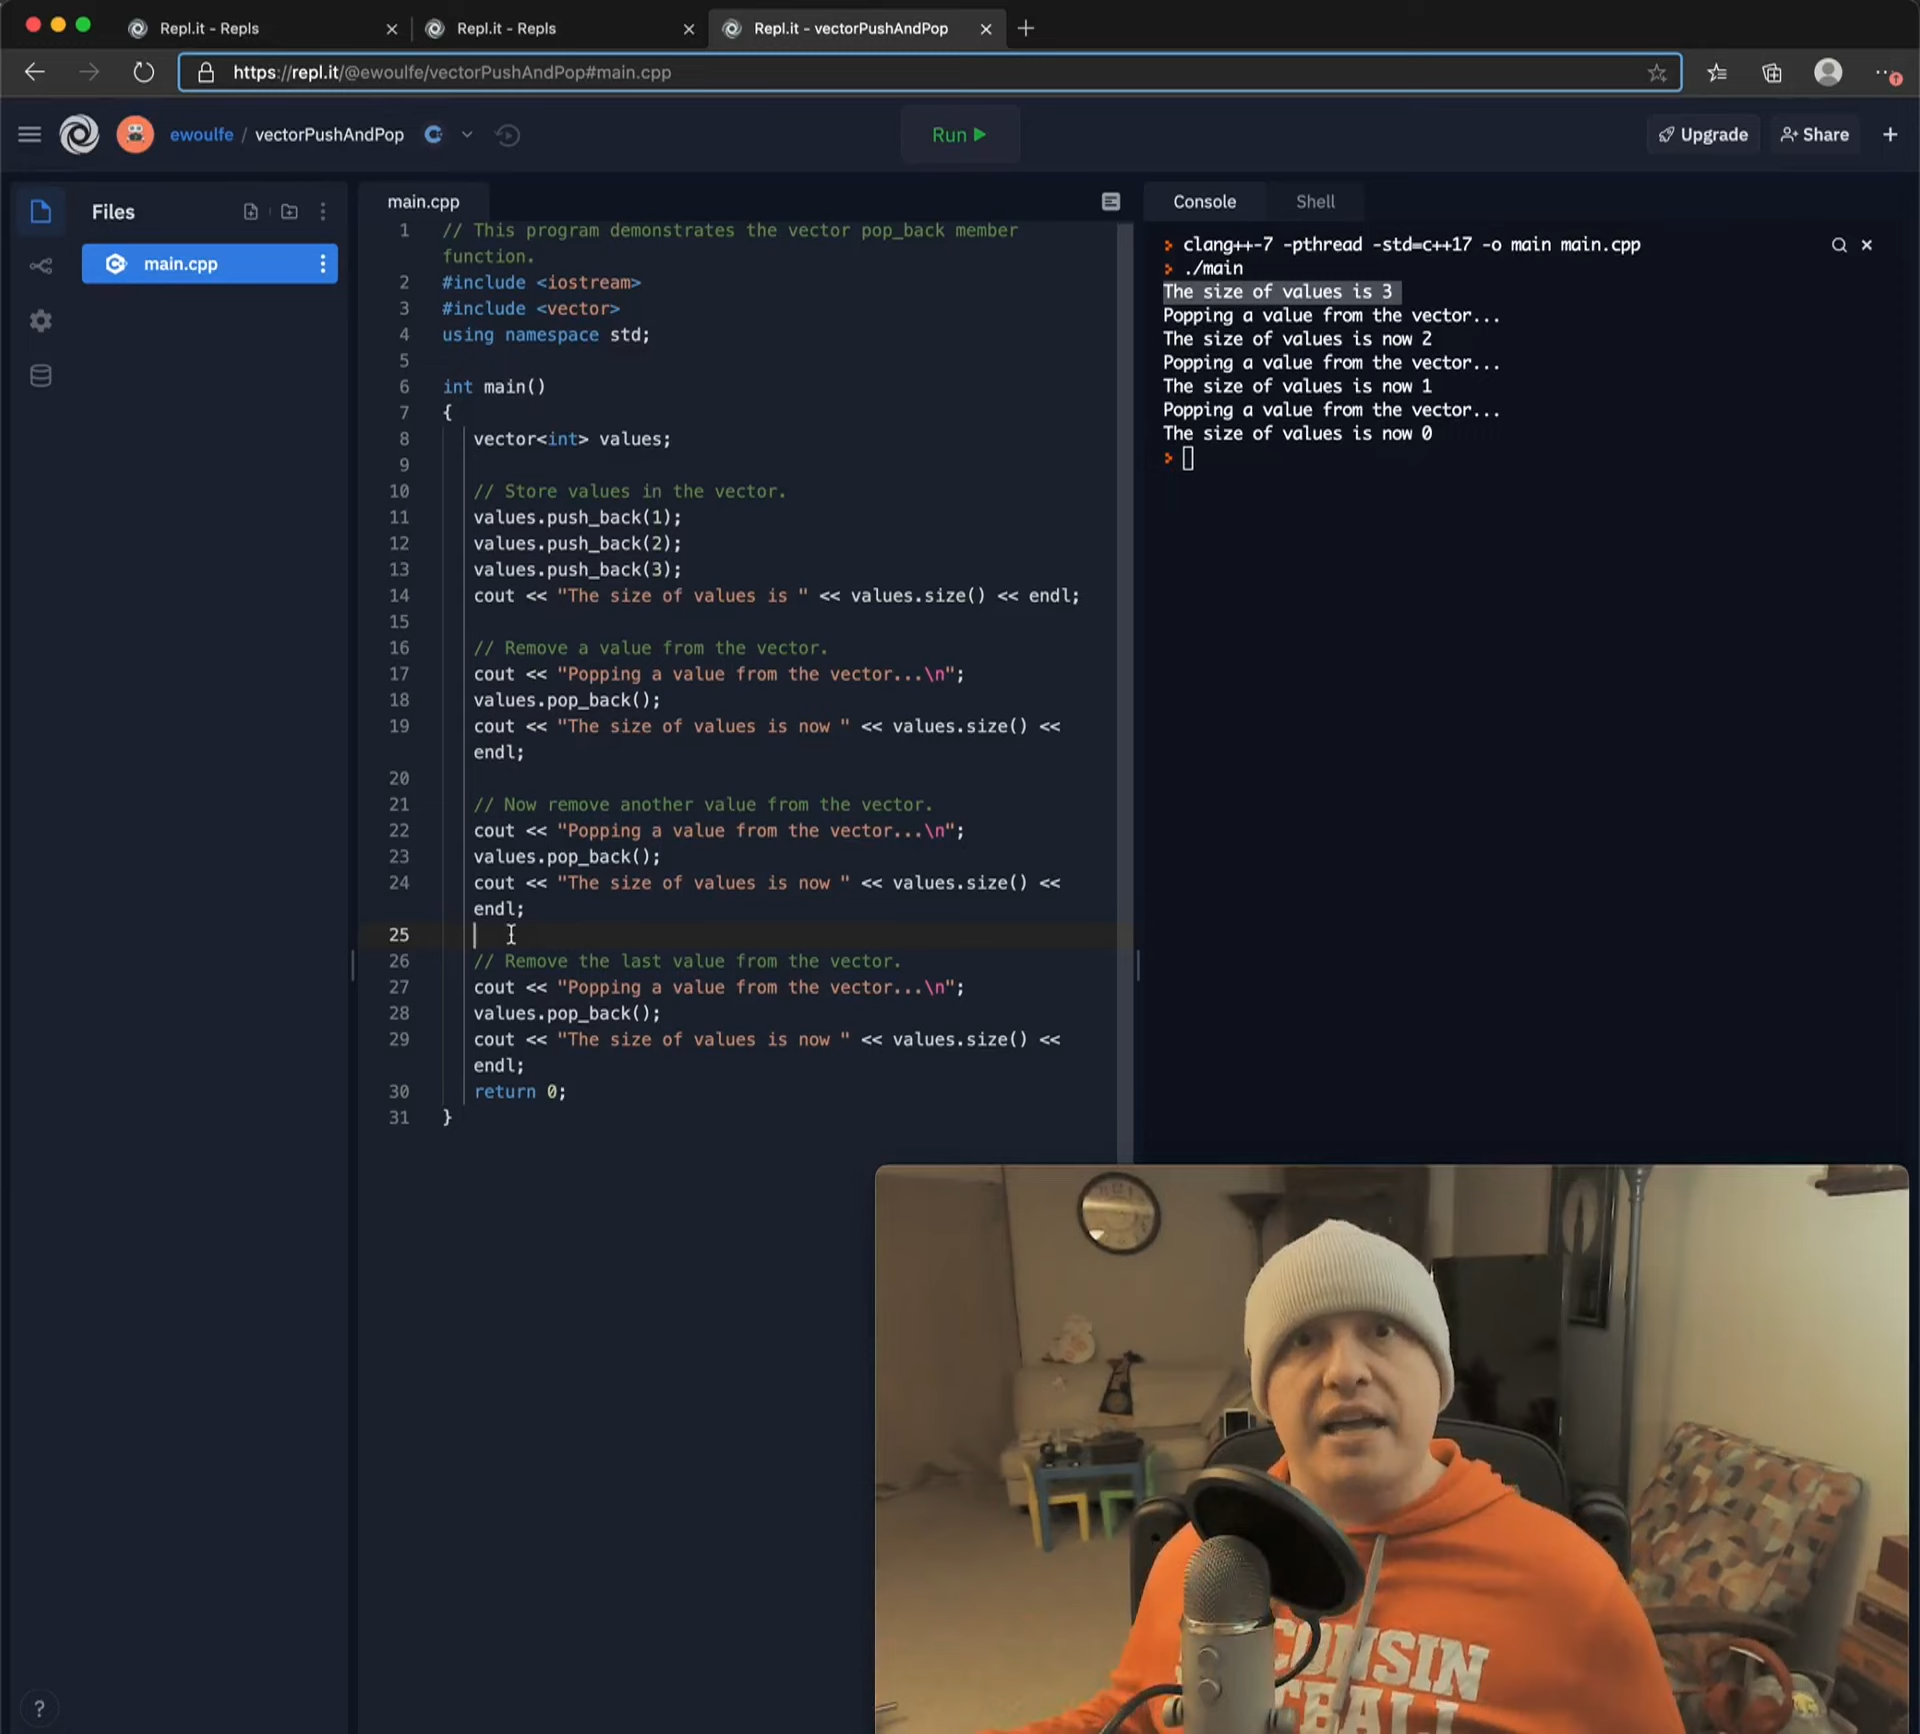 Repl.it - Repls
Repl.it - Repls
Repl.it - vectorPushAndPop
https://repl.it/@ewoulfe/vectorPushAndPop#main.cpp
ewoulfe / vectorPushAndPop
Run
Upgrade
Share
Files
main.cpp
main.cpp
1 // This program demonstrates the vector pop_back member
function.
2 #include <iostream>
3 #include <vector>
4 using namespace std;
5
6 int main()
7 {
8 vector<int> values;
9
10 // Store values in the vector.
11 values.push_back(1);
12 values.push_back(2);
13 values.push_back(3);
14 cout << "The size of values is " << values.size() << endl;
15
16 // Remove a value from the vector.
17 cout << "Popping a value from the vector...\n";
18 values.pop_back();
19 cout << "The size of values is now " << values.size() <<
endl;
20
21 // Now remove another value from the vector.
22 cout << "Popping a value from the vector...\n";
23 values.pop_back();
24 cout << "The size of values is now " << values.size() <<
endl;
25
26 // Remove the last value from the vector.
27 cout << "Popping a value from the vector...\n";
28 values.pop_back();
29 cout << "The size of values is now " << values.size() <<
endl;
30 return 0;
31 }
Console
Shell
> clang++-7 -pthread -std=c++17 -o main main.cpp
> ./main
The size of values is 3
Popping a value from the vector...
The size of values is now 2
Popping a value from the vector...
The size of values is now 1
Popping a value from the vector...
The size of values is now 0
>
?